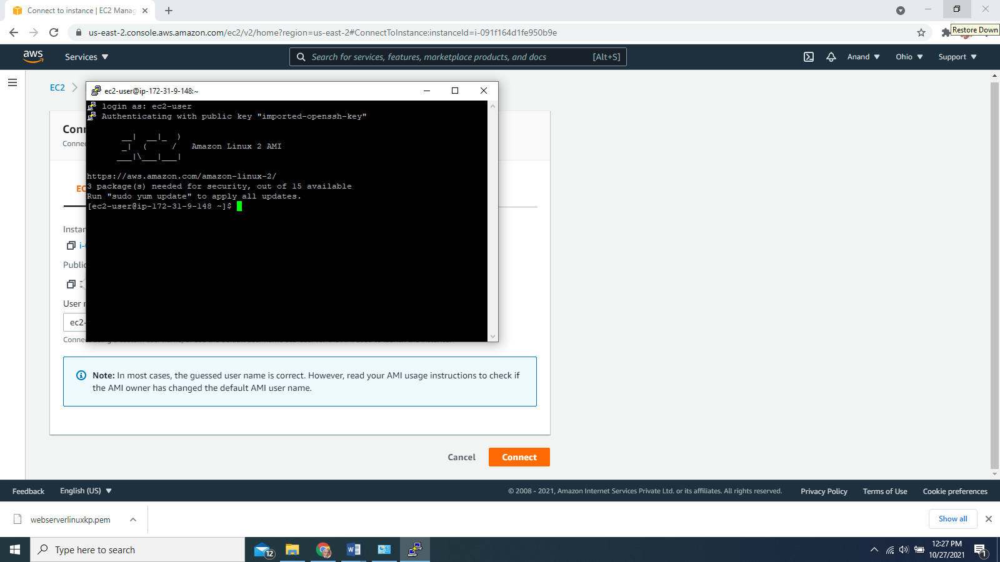 Connect to instance | EC2 Manag
us-east-2.console.aws.amazon.com/ec2/v2/home?region=us-east-2#ConnectToInstance:instanceId=i-091f164d1fe950b9e
Restore Down
aws
Services
Search for services, features, marketplace products, and docs
[Alt+S]
Anand
Ohio
Support
EC2
ec2-user@ip-172-31-9-148:~
login as: ec2-user
Authenticating with public key "imported-openssh-key"
__|  __|_  )
_|  (     /   Amazon Linux 2 AMI
___|\___|___|
https://aws.amazon.com/amazon-linux-2/
3 package(s) needed for security, out of 15 available
Run "sudo yum update" to apply all updates.
[ec2-user@ip-172-31-9-148 ~]$
Conn
Connec
EC
Instan
i-
Public
User n
ec2-
Connec
Note: In most cases, the guessed user name is correct. However, read your AMI usage instructions to check if
the AMI owner has changed the default AMI user name.
Cancel
Connect
Feedback
English (US)
© 2008 - 2021, Amazon Internet Services Private Ltd. or its affiliates. All rights reserved.
Privacy Policy
Terms of Use
Cookie preferences
webserverlinuxkp.pem
Show all
Type here to search
12
12:27 PM
10/27/2021
1